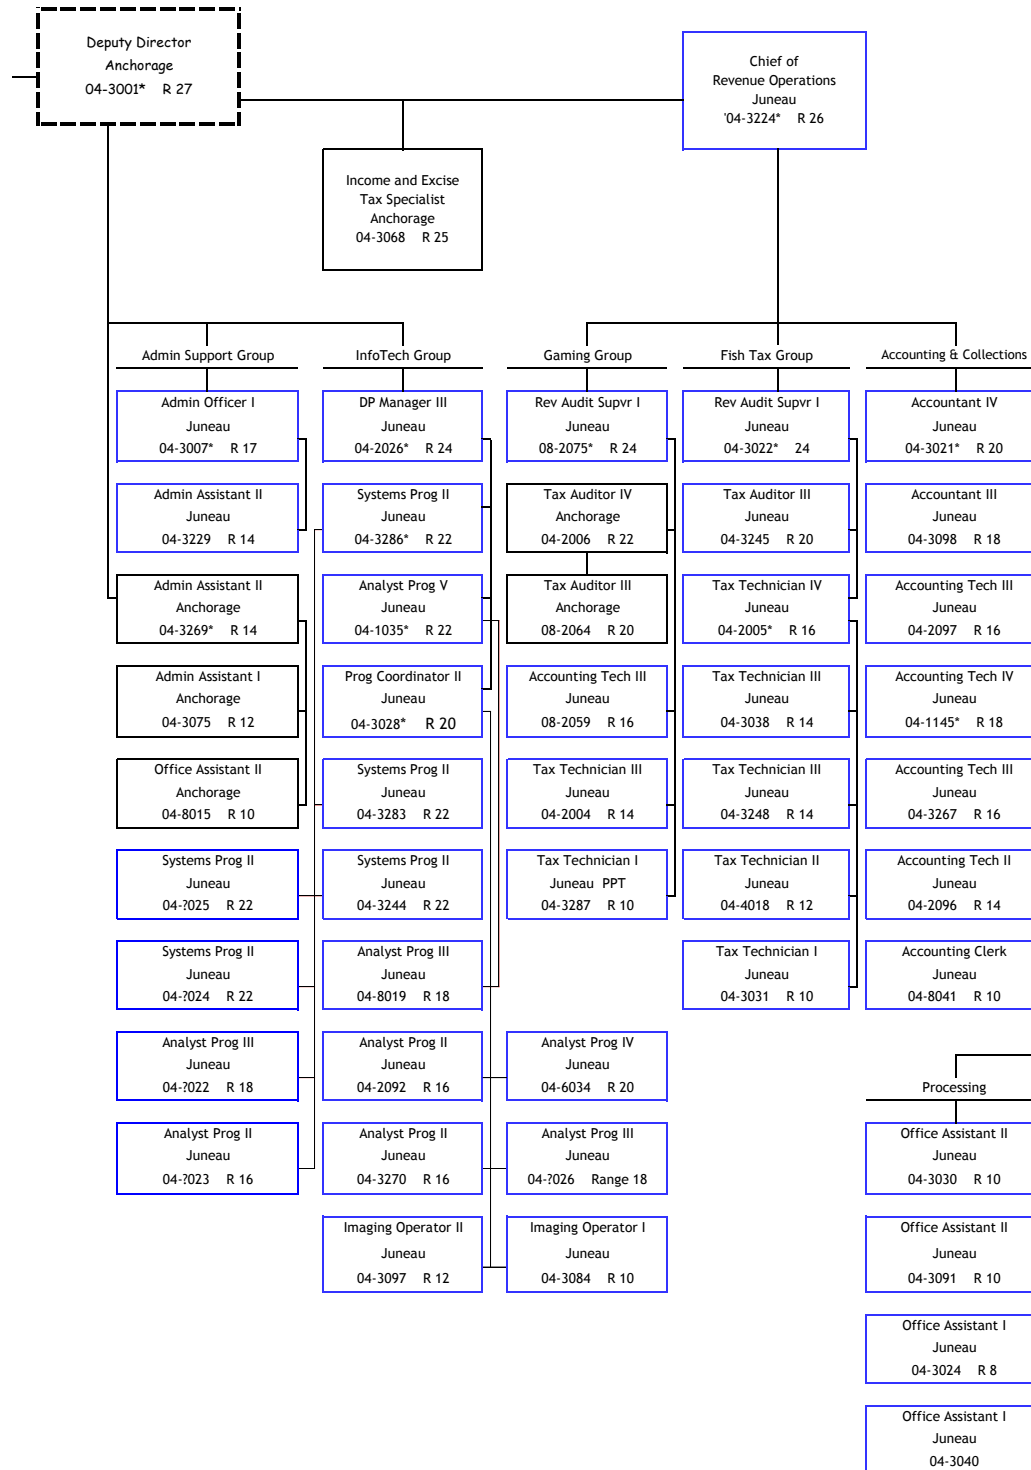 Deputy Director
Anchorage
04-3001* R 27
Chief of
Revenue Operations
Juneau
'04-3224* R 26
Income and Excise
Tax Specialist
Anchorage
04-3068 R 25
Admin Support Group
Admin Officer I
Juneau
04-3007* R 17
Admin Assistant II
Juneau
04-3229 R 14
Admin Assistant II
Anchorage
04-3269* R 14
Admin Assistant I
Anchorage
04-3075 R 12
Office Assistant II
Anchorage
04-8015 R 10
Systems Prog II
Juneau
04-?025 R 22
Systems Prog II
Juneau
04-?024 R 22
Analyst Prog III
Juneau
04-?022 R 18
Analyst Prog II
Juneau
04-?023 R 16
InfoTech Group
DP Manager III
Juneau
04-2026* R 24
Systems Prog II
Juneau
04-3286* R 22
Analyst Prog V
Juneau
04-1035* R 22
Prog Coordinator II
Juneau
04-3028* R 20
Systems Prog II
Juneau
04-3283 R 22
Systems Prog II
Juneau
04-3244 R 22
Analyst Prog III
Juneau
04-8019 R 18
Analyst Prog II
Juneau
04-2092 R 16
Analyst Prog II
Juneau
04-3270 R 16
Imaging Operator II
Juneau
04-3097 R 12
Gaming Group
Rev Audit Supvr I
Juneau
08-2075* R 24
Tax Auditor IV
Anchorage
04-2006 R 22
Tax Auditor III
Anchorage
08-2064 R 20
Accounting Tech III
Juneau
08-2059 R 16
Tax Technician III
Juneau
04-2004 R 14
Tax Technician I
Juneau PPT
04-3287 R 10
Analyst Prog IV
Juneau
04-6034 R 20
Analyst Prog III
Juneau
04-?026 Range 18
Imaging Operator I
Juneau
04-3084 R 10
Fish Tax Group
Rev Audit Supvr I
Juneau
04-3022* 24
Tax Auditor III
Juneau
04-3245 R 20
Tax Technician IV
Juneau
04-2005* R 16
Tax Technician III
Juneau
04-3038 R 14
Tax Technician III
Juneau
04-3248 R 14
Tax Technician II
Juneau
04-4018 R 12
Tax Technician I
Juneau
04-3031 R 10
Accounting & Collections
Accountant IV
Juneau
04-3021* R 20
Accountant III
Juneau
04-3098 R 18
Accounting Tech III
Juneau
04-2097 R 16
Accounting Tech IV
Juneau
04-1145* R 18
Accounting Tech III
Juneau
04-3267 R 16
Accounting Tech II
Juneau
04-2096 R 14
Accounting Clerk
Juneau
04-8041 R 10
Processing
Office Assistant II
Juneau
04-3030 R 10
Office Assistant II
Juneau
04-3091 R 10
Office Assistant I
Juneau
04-3024 R 8
Office Assistant I
Juneau
04-3040